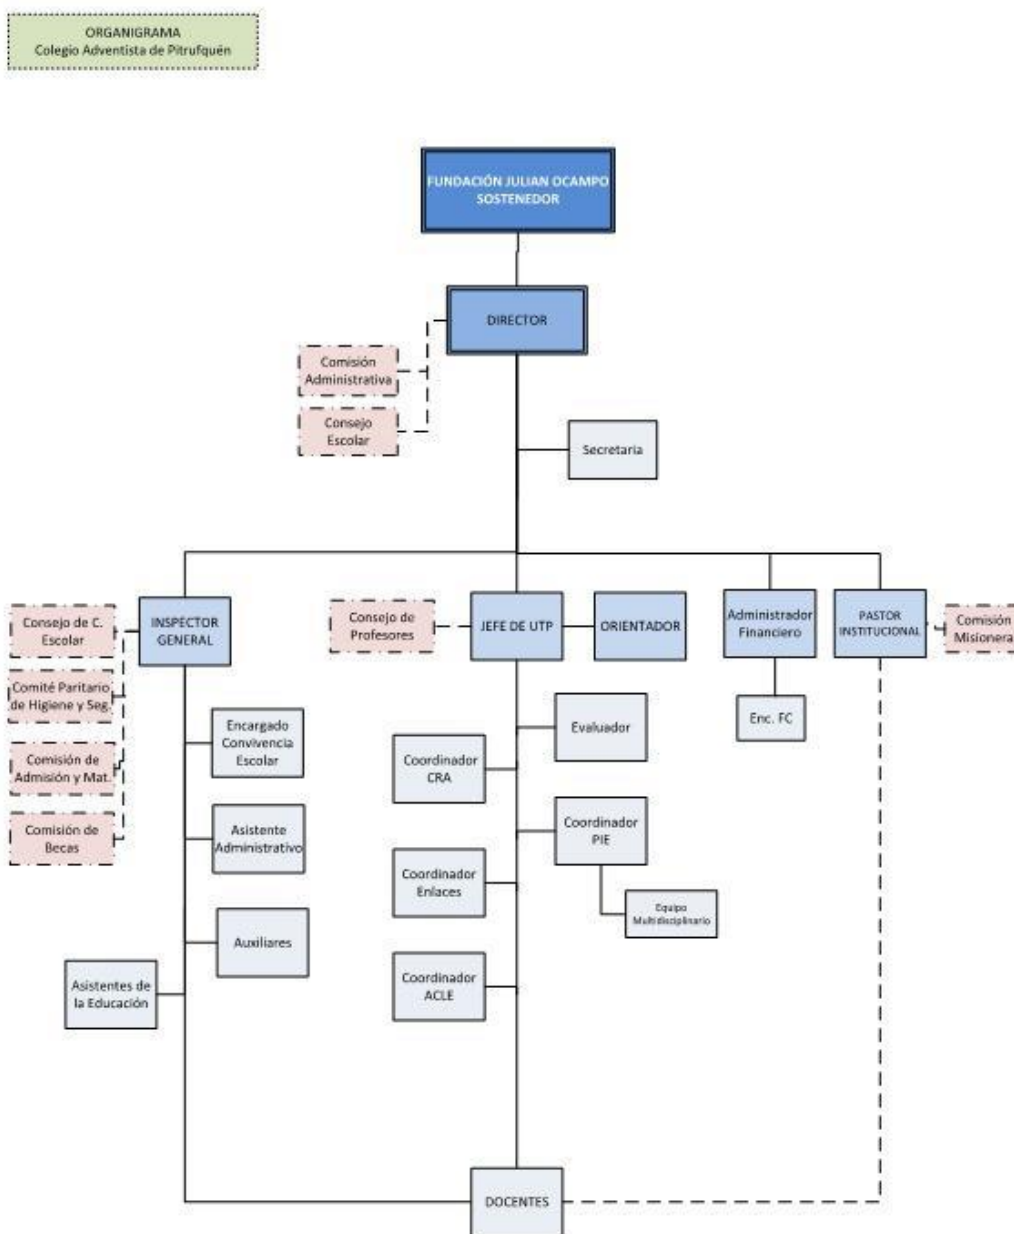 ORGANIGRAMA
Colegio Adventista de Pitrufquén
FUNDACIÓN JULIAN OCAMPO
SOSTENEDOR
DIRECTOR
Comisión
Administrativa
Consejo
Escolar
Secretaria
Consejo de C.
Escolar
INSPECTOR
GENERAL
Consejo de
Profesores
JEFE DE UTP
ORIENTADOR
Administrador
Financiero
PASTOR
INSTITUCIONAL
Comisión
Misionera
Comité Paritario
de Higiene y Seg.
Encargado
Convivencia
Escolar
Evaluador
Enc. FC
Comisión de
Admisión y Mat.
Coordinador
CRA
Comisión de
Becas
Asistente
Administrativo
Coordinador
PIE
Coordinador
Enlaces
Equipo
Multidisciplinario
Auxiliares
Asistentes de
la Educación
Coordinador
ACLE
DOCENTES